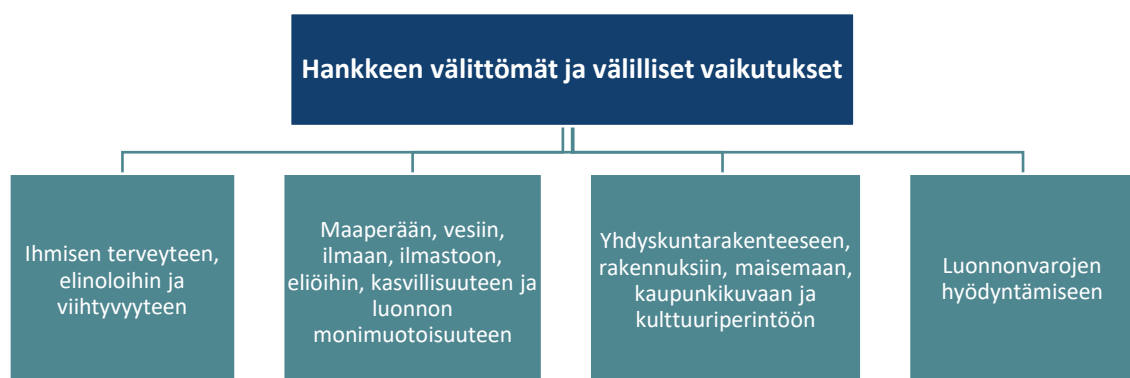 Hankkeen välittömät ja välilliset vaikutukset
Ihmisen terveyteen,
elinoloihin ja
viihtyvyyteen
Maaperään, vesiin,
ilmaan, ilmastoon,
eliöihin, kasvillisuuteen ja
luonnon
monimuotoisuuteen
Yhdyskuntarakenteeseen,
rakennuksiin, maisemaan,
kaupunkikuvaan ja
kulttuuriperintöön
Luonnonvarojen
hyödyntämiseen